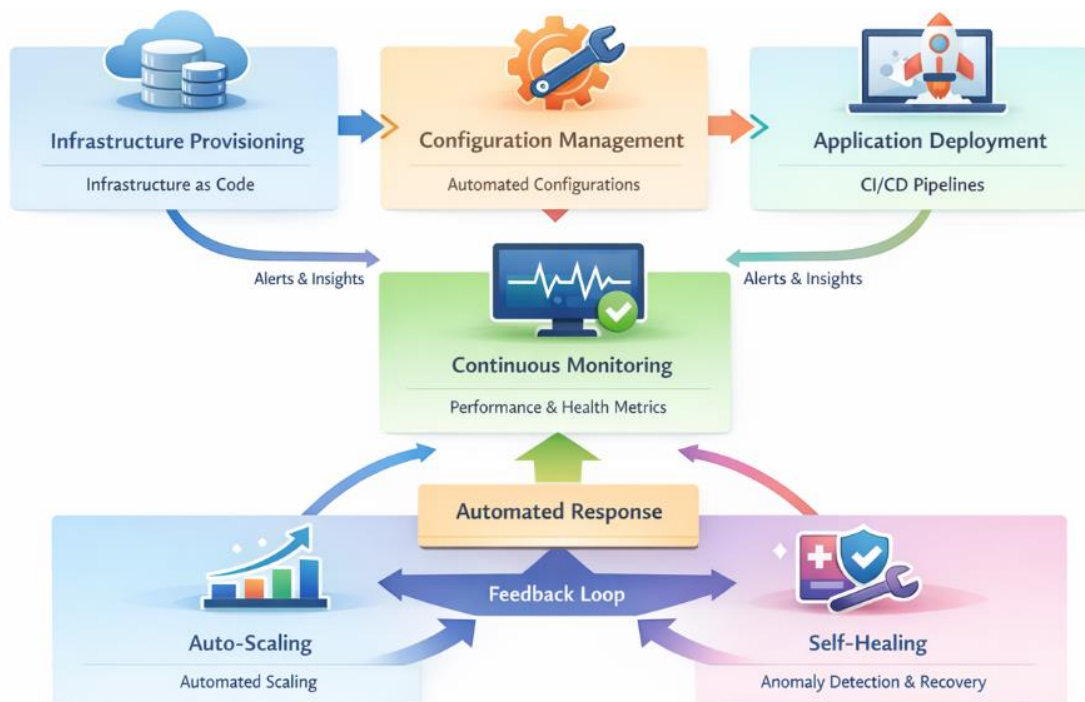 Infrastructure Provisioning
Infrastructure as Code
Configuration Management
Automated Configurations
Application Deployment
CI/CD Pipelines
Alerts & Insights
Alerts & Insights
Continuous Monitoring
Performance & Health Metrics
Automated Response
Feedback Loop
Auto-Scaling
Automated Scaling
Self-Healing
Anomaly Detection & Recovery